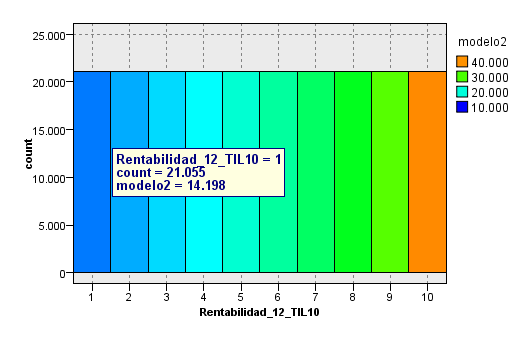 25.000
20.000
15.000
10.000
5.000
0
count
Rentabilidad_12_TIL10 = 1
count = 21.055
modelo2 = 14.198
1 2 3 4 5 6 7 8 9 10
Rentabilidad_12_TIL10
modelo2
40.000
30.000
20.000
10.000